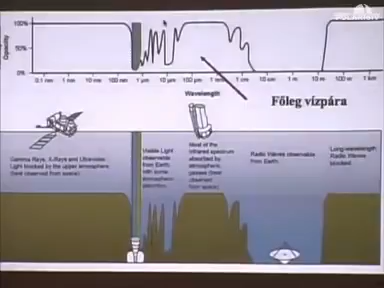 POLARISTV
100%
Opacity
50%
0%
0.1 nm 1 nm 10 nm 100 nm 1 µm 10 µm 100 µm 1 mm 1 cm 10 cm 1 m 10 m 100 m 1 km
Wavelength
Főleg vízpára
Gamma Rays, X-Rays and Ultraviolet
Light blocked by the upper atmosphere
(best observed from space).
Visible Light
observable
from Earth,
with some
atmospheric
distortion.
Most of the
infrared spectrum
absorbed by
atmospheric
gasses (best
observed
from space).
Radio Waves observable
from Earth.
Long-wavelength
Radio Waves
blocked.